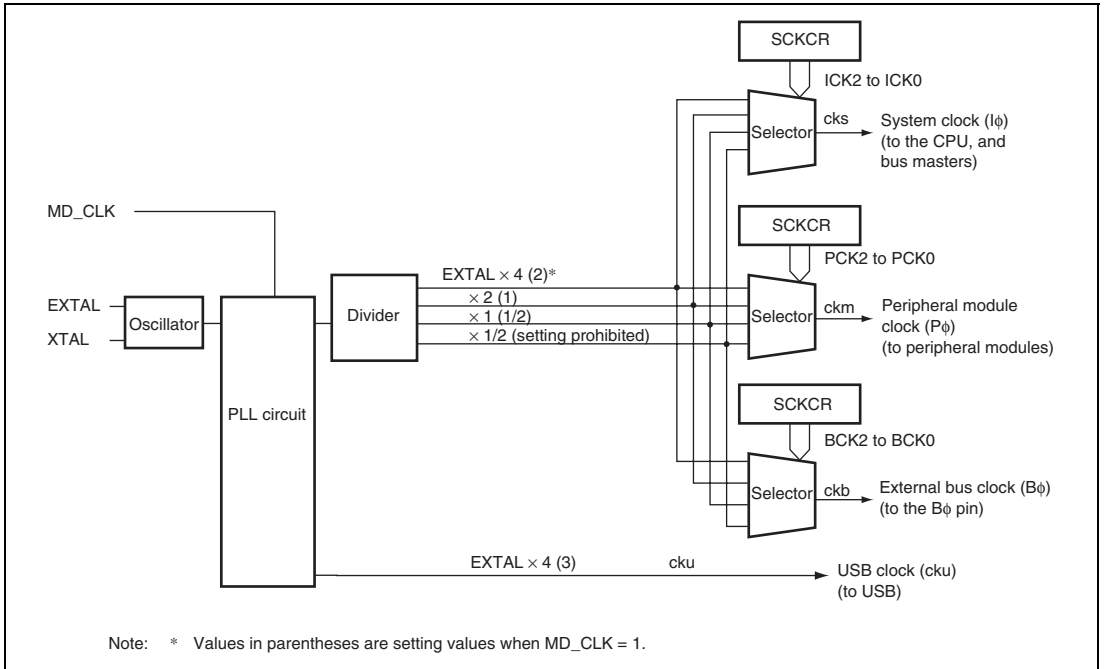 SCKCR
ICK2 to ICK0
Selector
cks
System clock (Iϕ)
(to the CPU, and
bus masters)
MD_CLK
EXTAL
XTAL
Oscillator
PLL circuit
Divider
EXTAL × 4 (2)*
× 2 (1)
× 1 (1/2)
× 1/2 (setting prohibited)
SCKCR
PCK2 to PCK0
Selector
ckm
Peripheral module
clock (Pϕ)
(to peripheral modules)
SCKCR
BCK2 to BCK0
Selector
ckb
External bus clock (Bϕ)
(to the Bϕ pin)
EXTAL × 4 (3)
cku
USB clock (cku)
(to USB)
Note: * Values in parentheses are setting values when MD_CLK = 1.